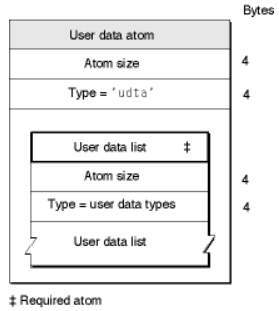 Bytes
User data atom
Atom size 4
Type = 'udta' 4
User data list ‡
Atom size 4
Type = user data types 4
User data list
‡ Required atom